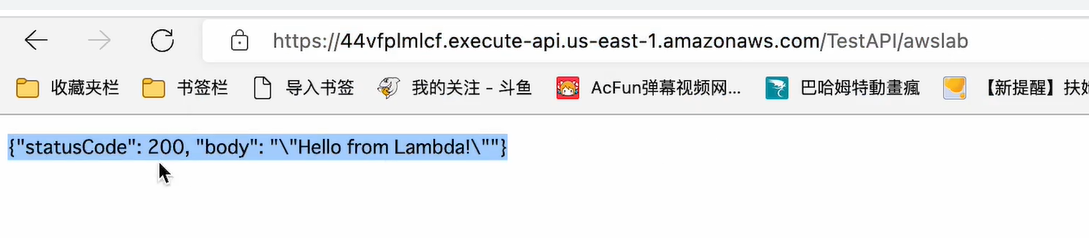 https://44vfplmlcf.execute-api.us-east-1.amazonaws.com/TestAPI/awslab
收藏夹栏 书签栏 导入书签 我的关注 - 斗鱼 AcFun弹幕视频网... 巴哈姆特動畫瘋 【新提醒】扶她
{"statusCode": 200, "body": "\"Hello from Lambda!\""}